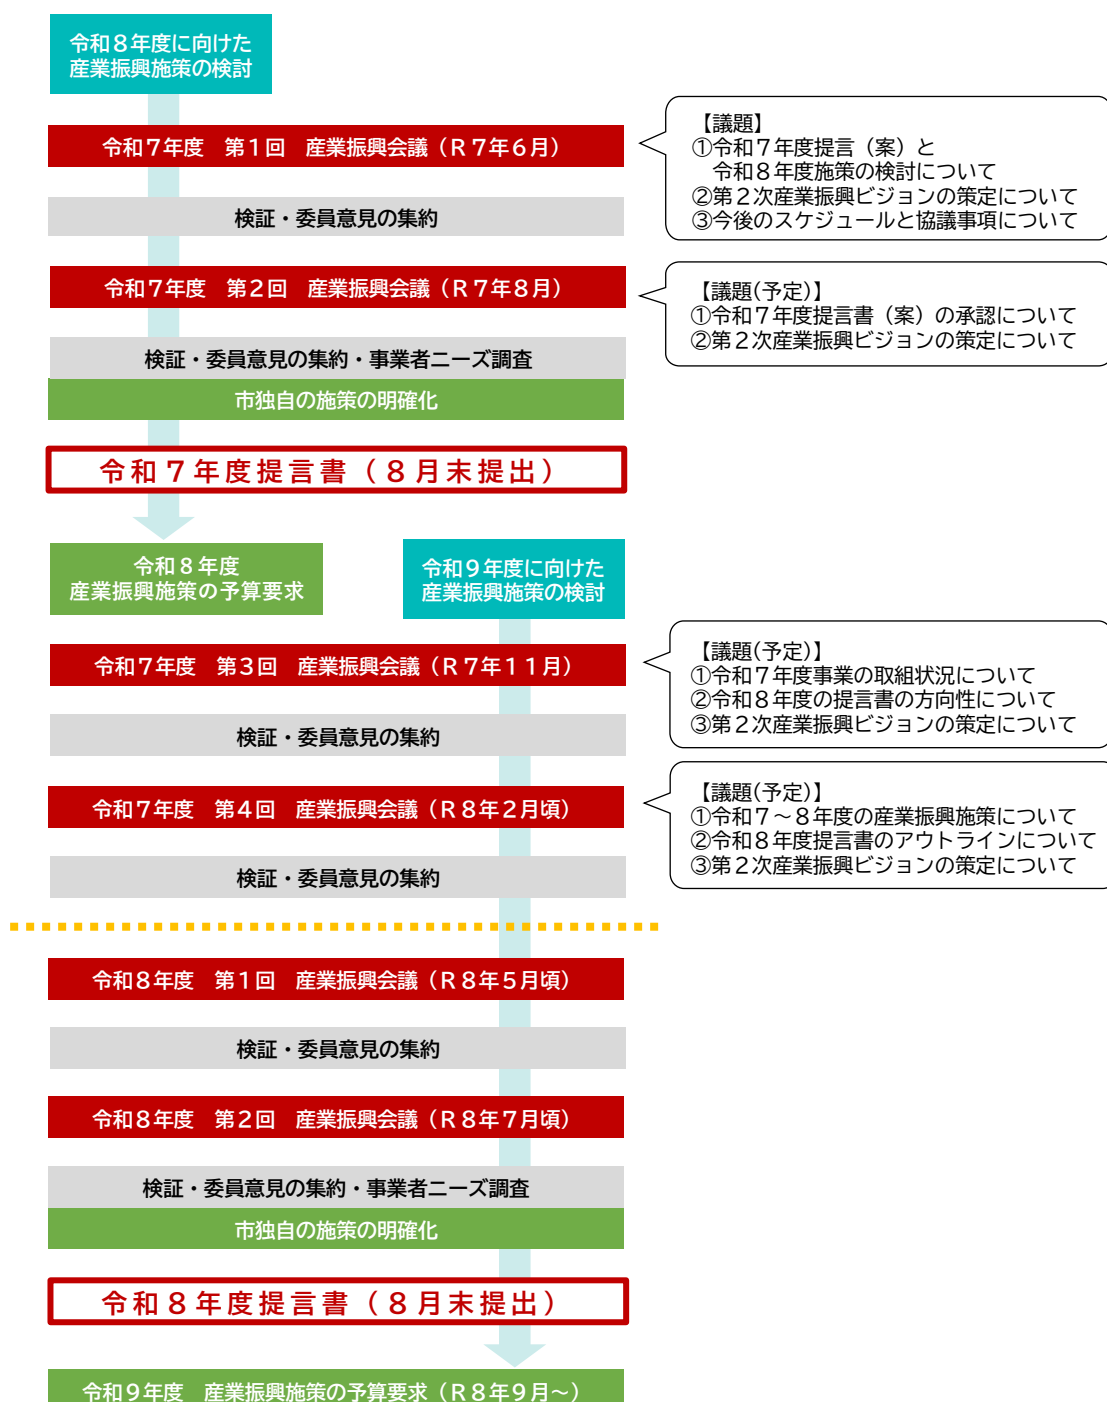 令和８年度に向けた
産業振興施策の検討
令和７年度　第１回　産業振興会議（Ｒ７年６月）
【議題】
①令和７年度提言（案）と
令和８年度施策の検討について
②第２次産業振興ビジョンの策定について
③今後のスケジュールと協議事項について
検証・委員意見の集約
令和７年度　第２回　産業振興会議（Ｒ７年８月）
【議題(予定)】
①令和７年度提言書（案）の承認について
②第２次産業振興ビジョンの策定について
検証・委員意見の集約・事業者ニーズ調査
市独自の施策の明確化
令和７年度提言書（８月末提出）
令和８年度
産業振興施策の予算要求
令和９年度に向けた
産業振興施策の検討
令和７年度　第３回　産業振興会議（Ｒ７年１１月）
【議題(予定)】
①令和７年度事業の取組状況について
②令和８年度の提言書の方向性について
③第２次産業振興ビジョンの策定について
検証・委員意見の集約
令和７年度　第４回　産業振興会議（Ｒ８年２月頃）
【議題(予定)】
①令和７～８年度の産業振興施策について
②令和８年度提言書のアウトラインについて
③第２次産業振興ビジョンの策定について
検証・委員意見の集約
令和８年度　第１回　産業振興会議（Ｒ８年５月頃）
検証・委員意見の集約
令和８年度　第２回　産業振興会議（Ｒ８年７月頃）
検証・委員意見の集約・事業者ニーズ調査
市独自の施策の明確化
令和８年度提言書（８月末提出）
令和９年度　産業振興施策の予算要求（Ｒ８年９月～）